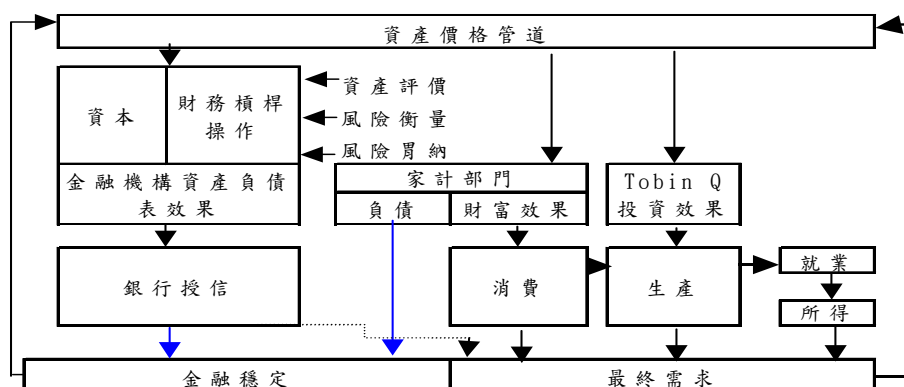 資產價格管道
資本
財務槓桿
操作
資產評價
風險衡量
風險胃納
金融機構資產負債
表效果
家計部門
負債
財富效果
Tobin Q
投資效果
銀行授信
消費
生產
就業
所得
金融穩定
最終需求